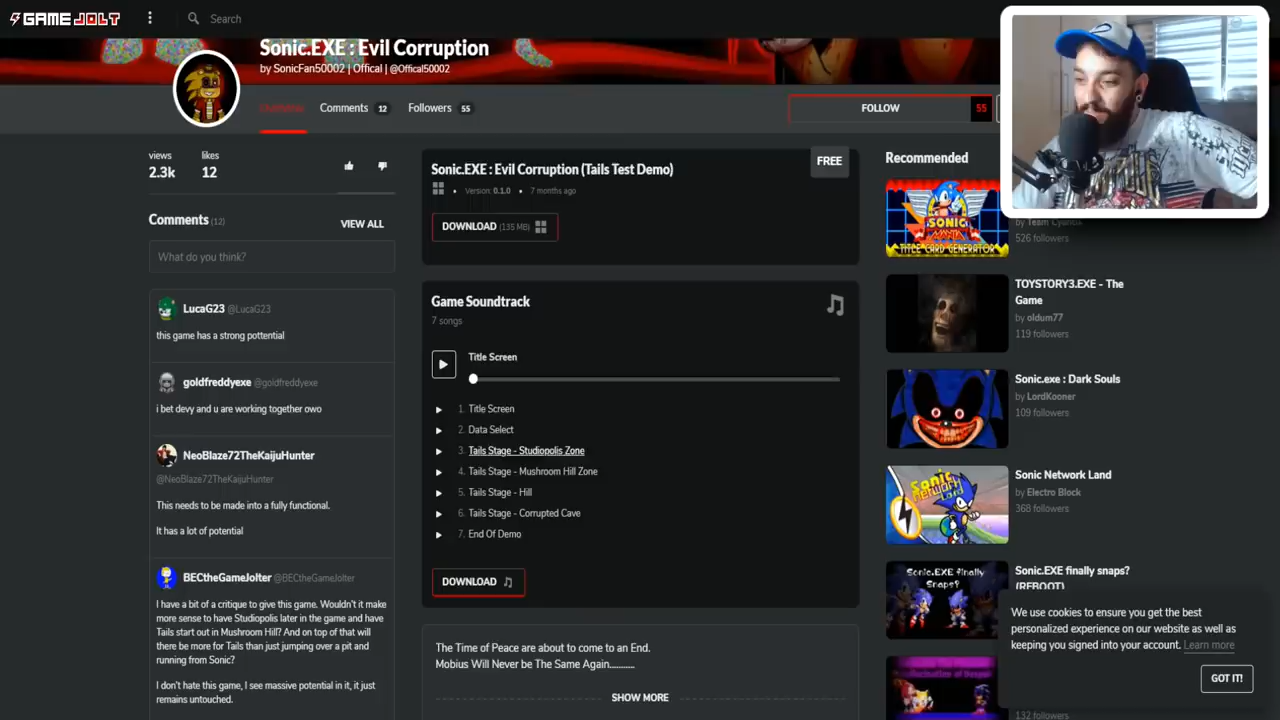 GAME JOLT
Search
Sonic.EXE : Evil Corruption
by SonicFan50002 | Offical | @Offical50002
Overview
Comments 12
Followers 55
FOLLOW 55
views
2.3k
likes
12
Comments (12)
VIEW ALL
What do you think?
LucaG23 @LucaG23
this game has a strong pottential
goldfreddyexe @goldfreddyexe
i bet devy and u are working together owo
NeoBlaze72TheKaijuHunter
@NeoBlaze72TheKaijuHunter
This needs to be made into a fully functional.
It has a lot of potential
BECtheGameJolter @BECtheGameJolter
I have a bit of a critique to give this game. Wouldn't it make
more sense to have Studiopolis later in the game and have
Tails start out in Mushroom Hill? And on top of that will
there be more for Tails than just jumping over a pit and
running from Sonic?
I don't hate this game, I see massive potential in it, it just
remains untouched.
Sonic.EXE : Evil Corruption (Tails Test Demo)
FREE
• Version: 0.1.0 • 7 months ago
DOWNLOAD (135 MB)
Game Soundtrack
7 songs
Title Screen
1. Title Screen
2. Data Select
3. Tails Stage - Studiopolis Zone
4. Tails Stage - Mushroom Hill Zone
5. Tails Stage - Hill
6. Tails Stage - Corrupted Cave
7. End Of Demo
DOWNLOAD
The Time of Peace are about to come to an End.
Mobius Will Never be The Same Again...........
SHOW MORE
Recommended
SONIC
MANIA
TITLE CARD GENERATOR
526 followers
TOYSTORY3.EXE - The
Game
by oldum77
119 followers
Sonic.exe : Dark Souls
by LordKooner
109 followers
Sonic Network Land
by Electro Block
368 followers
Sonic.EXE finally
Snaps?
Sonic.EXE finally snaps?
(REBOOT)
132 followers
We use cookies to ensure you get the best
personalized experience on our website as well as
keeping you signed into your account. Learn more
GOT IT!